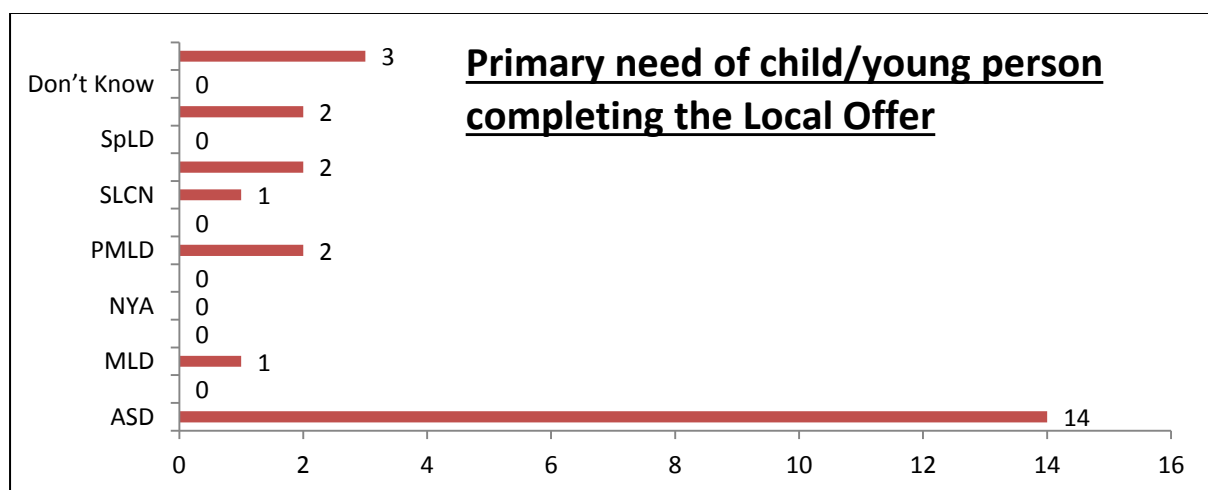 Primary need of child/young person
completing the Local Offer
3
Don’t Know 0
2
SpLD 0
2
SLCN 1
0
PMLD 2
0
NYA 0
0
MLD 1
0
ASD 14
0 2 4 6 8 10 12 14 16